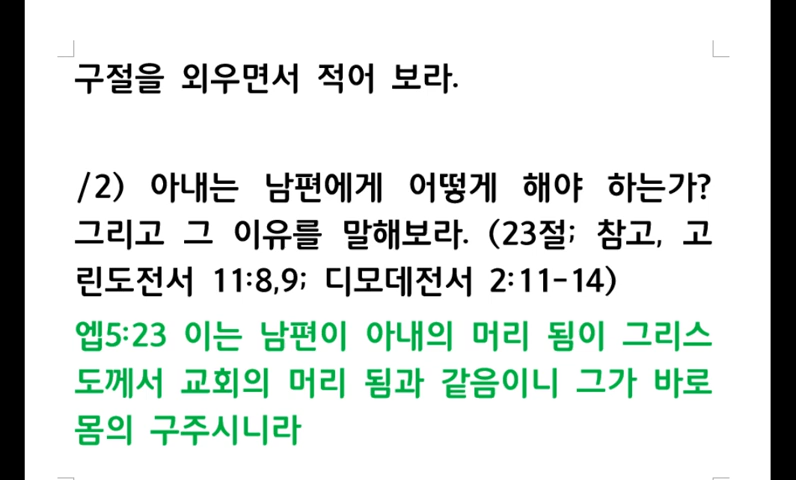 구절을 외우면서 적어 보라.
/2) 아내는 남편에게 어떻게 해야 하는가?
그리고 그 이유를 말해보라. (23절; 참고, 고
린도전서 11:8,9; 디모데전서 2:11-14)
엡5:23 이는 남편이 아내의 머리 됨이 그리스
도께서 교회의 머리 됨과 같음이니 그가 바로
몸의 구주시니라